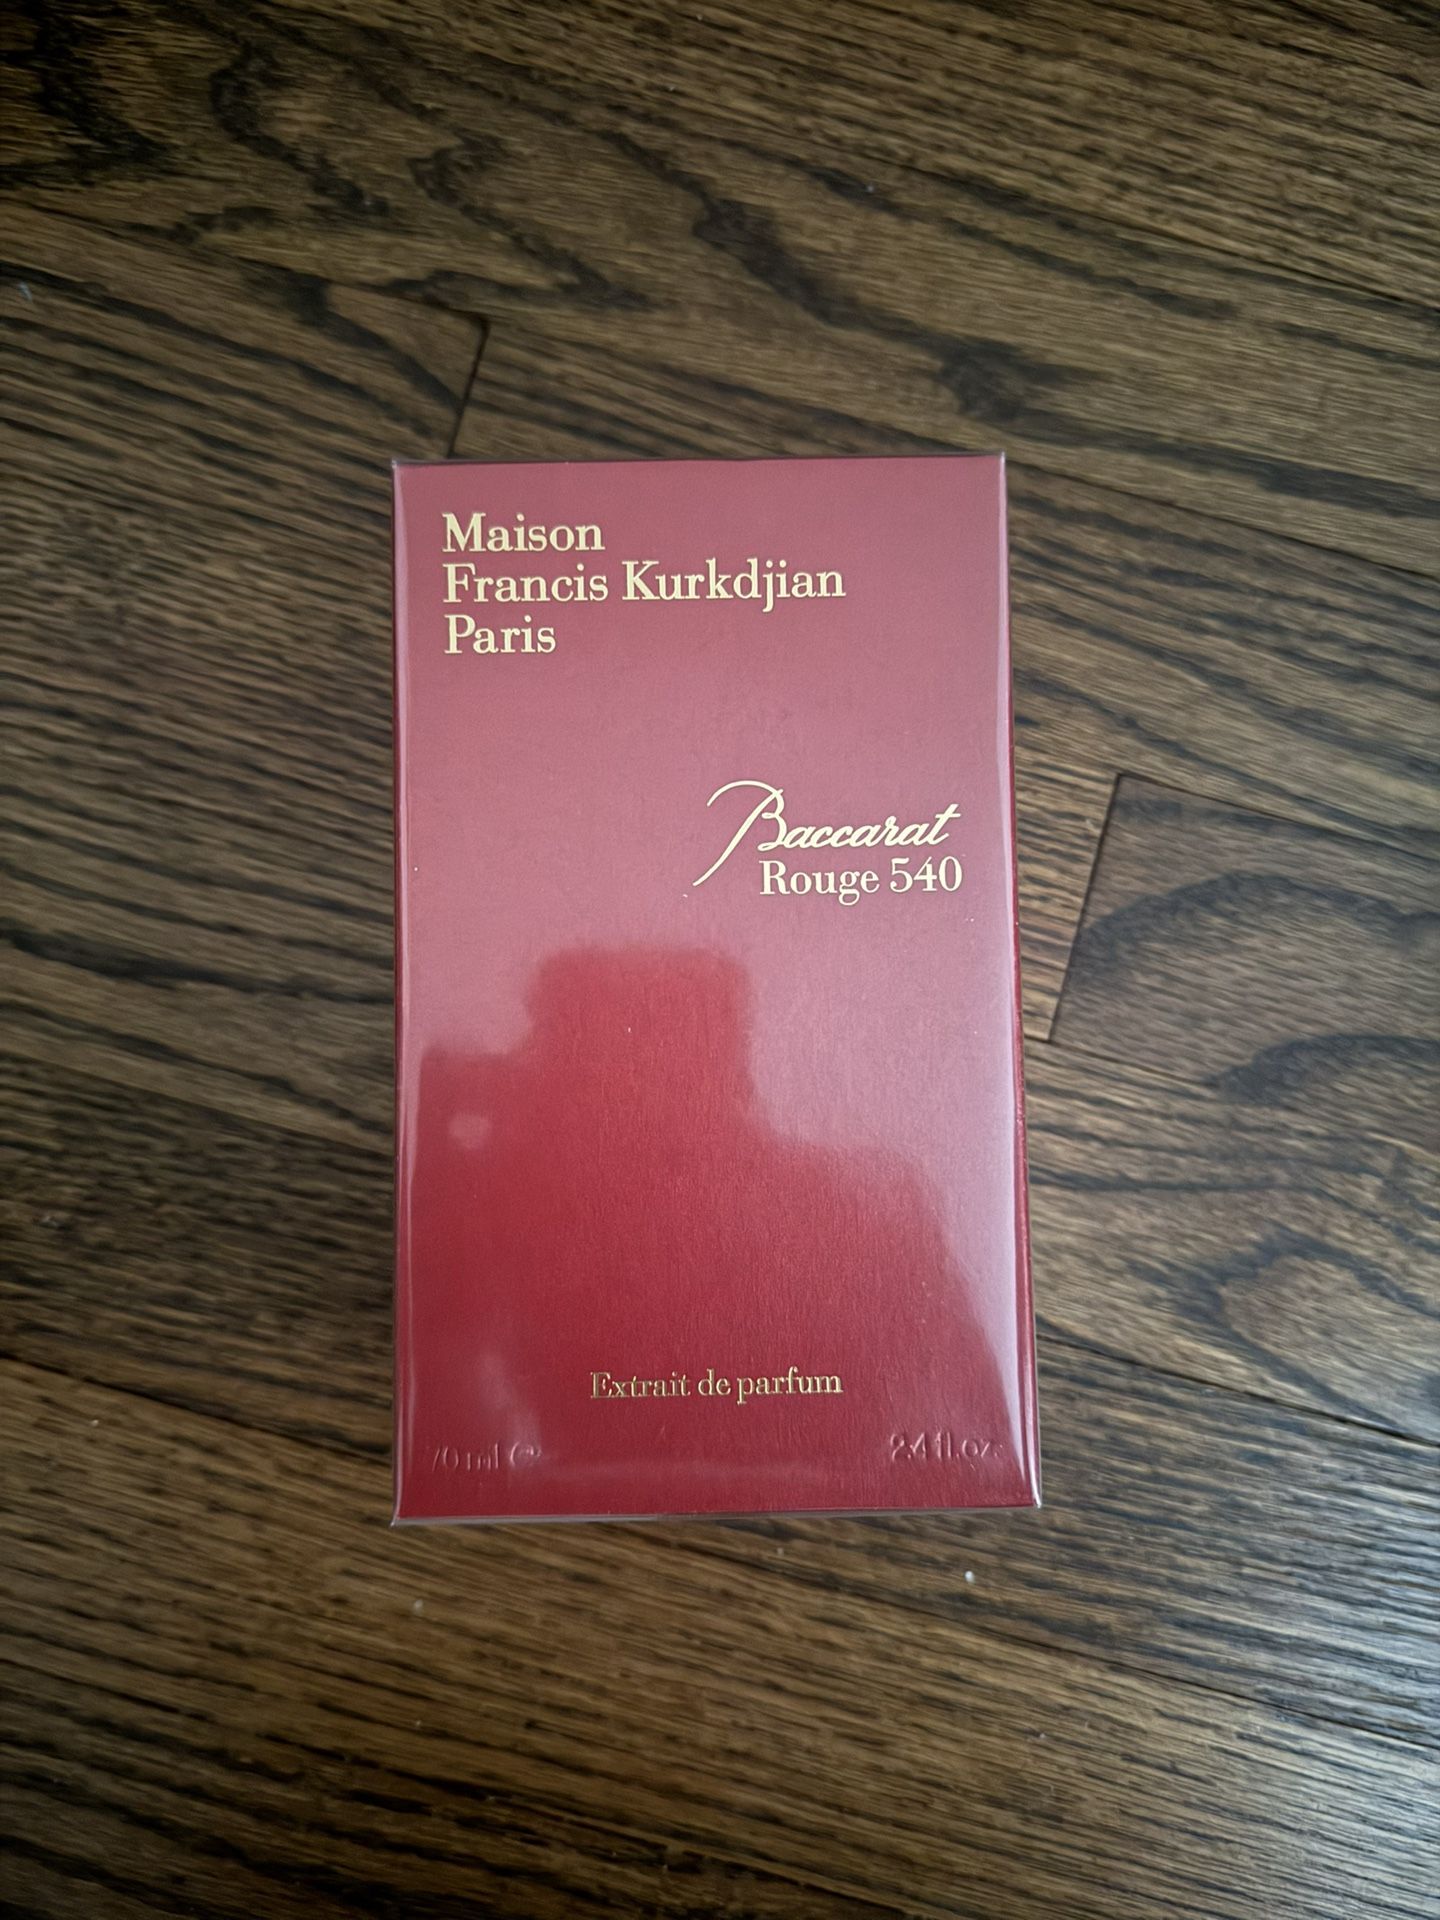 Maison
Francis Kurkdjian
Paris
Baccarat
Rouge 540
Extrait de parfum
70 ml ℮
2.4 fl.oz.